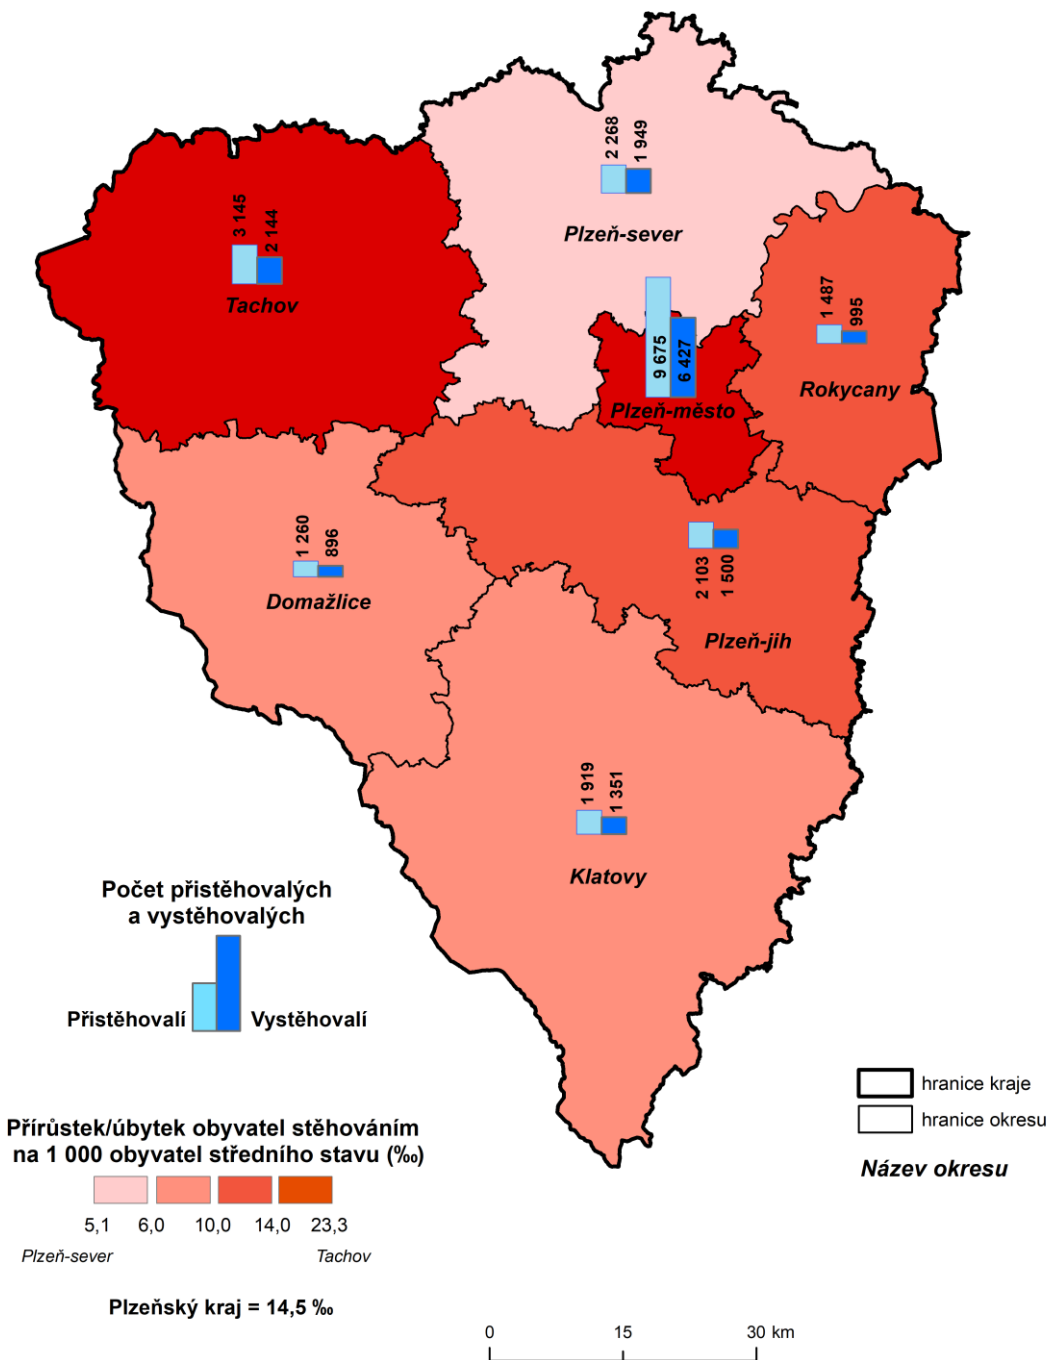 2 268
1 949
Plzeň-sever
3 145
2 144
Tachov
1 487
995
Rokycany
9 675
6 427
Plzeň-město
1 260
896
Domažlice
2 103
1 500
Plzeň-jih
1 919
1 351
Klatovy
Počet přistěhovalých
a vystěhovalých
Přistěhovalí
Vystěhovalí
hranice kraje
hranice okresu
Název okresu
Přírůstek/úbytek obyvatel stěhováním
na 1 000 obyvatel středního stavu (‰)
5,1 6,0 10,0 14,0 23,3
Plzeň-sever Tachov
Plzeňský kraj = 14,5 ‰
0 15 30 km